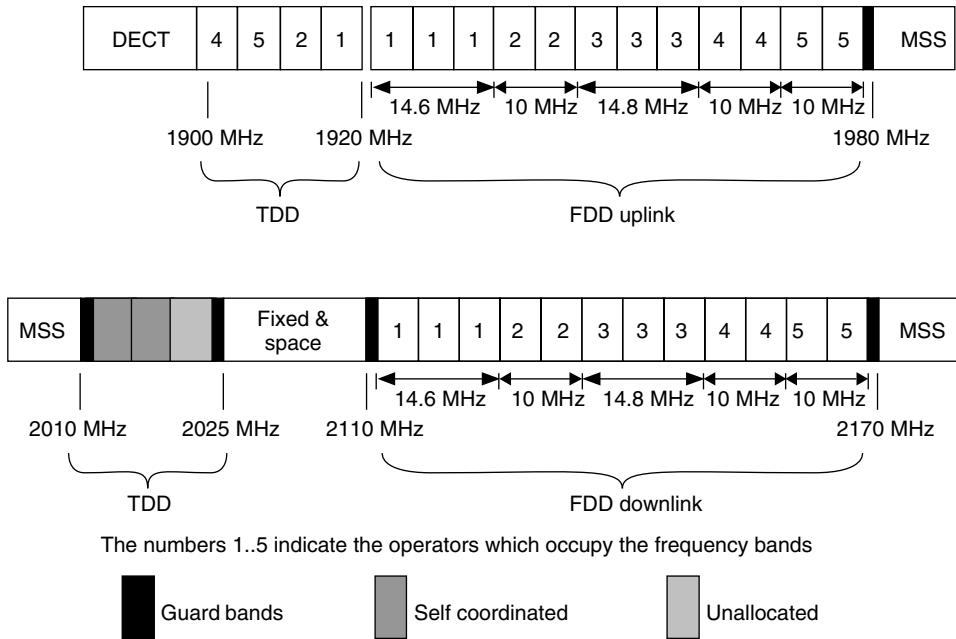 DECT 4 5 2 1 1 1 1 2 2 3 3 3 4 4 5 5 MSS
14.6 MHz 10 MHz 14.8 MHz 10 MHz 10 MHz
1900 MHz 1920 MHz 1980 MHz
TDD FDD uplink
MSS Fixed & space 1 1 1 2 2 3 3 3 4 4 5 5 MSS
14.6 MHz 10 MHz 14.8 MHz 10 MHz 10 MHz
2010 MHz 2025 MHz 2110 MHz 2170 MHz
TDD FDD downlink
The numbers 1..5 indicate the operators which occupy the frequency bands
Guard bands Self coordinated Unallocated